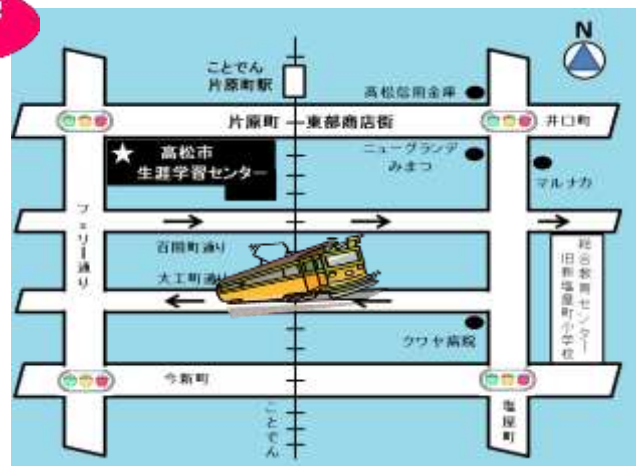 N
ことでん
片原町駅
高松信用金庫
片原町
東部商店街
井口町
★ 高松市
生涯学習センター
ニューグランデ
みまつ
マルナカ
フェリー通り
百間町通り
大工町通り
総合教育センター
旧新塩屋町小学校
クワヤ病院
今新町
ことでん
塩屋町